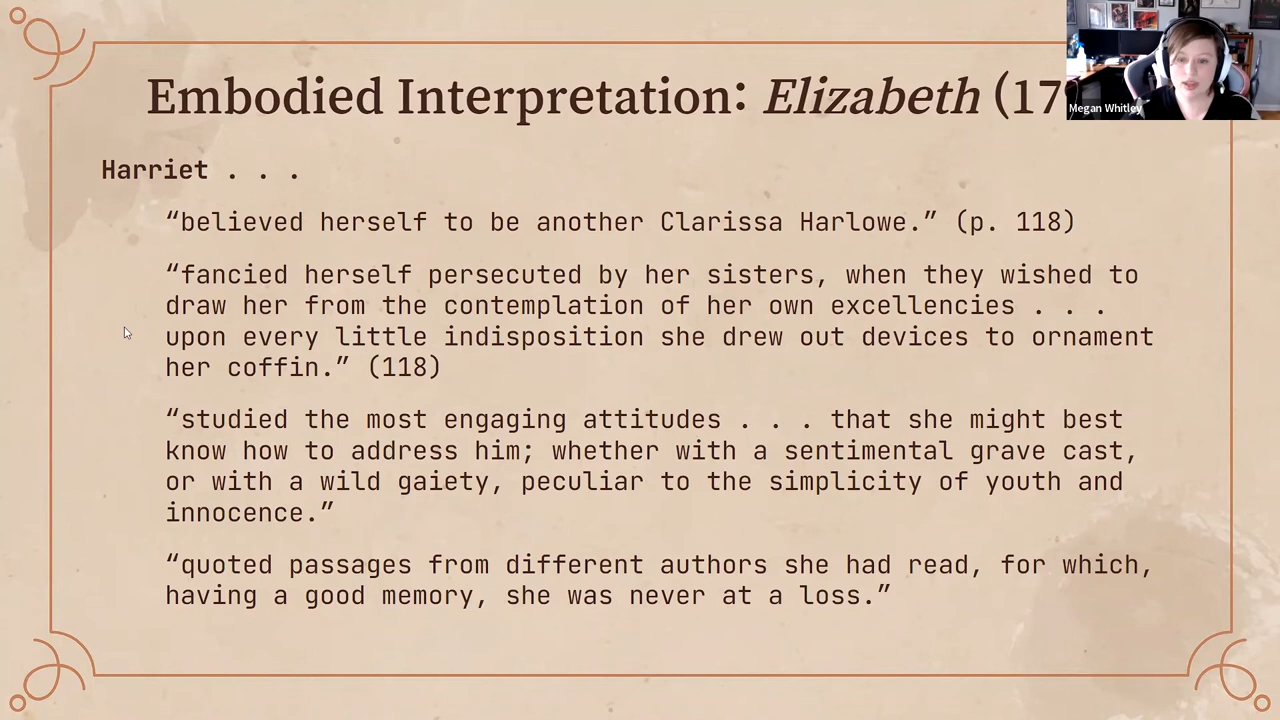 Embodied Interpretation: Elizabeth (17
Megan Whitley
Harriet . . .
“believed herself to be another Clarissa Harlowe.” (p. 118)
“fancied herself persecuted by her sisters, when they wished to
draw her from the contemplation of her own excellencies . . .
upon every little indisposition she drew out devices to ornament
her coffin.” (118)
“studied the most engaging attitudes . . . that she might best
know how to address him; whether with a sentimental grave cast,
or with a wild gaiety, peculiar to the simplicity of youth and
innocence.”
“quoted passages from different authors she had read, for which,
having a good memory, she was never at a loss.”